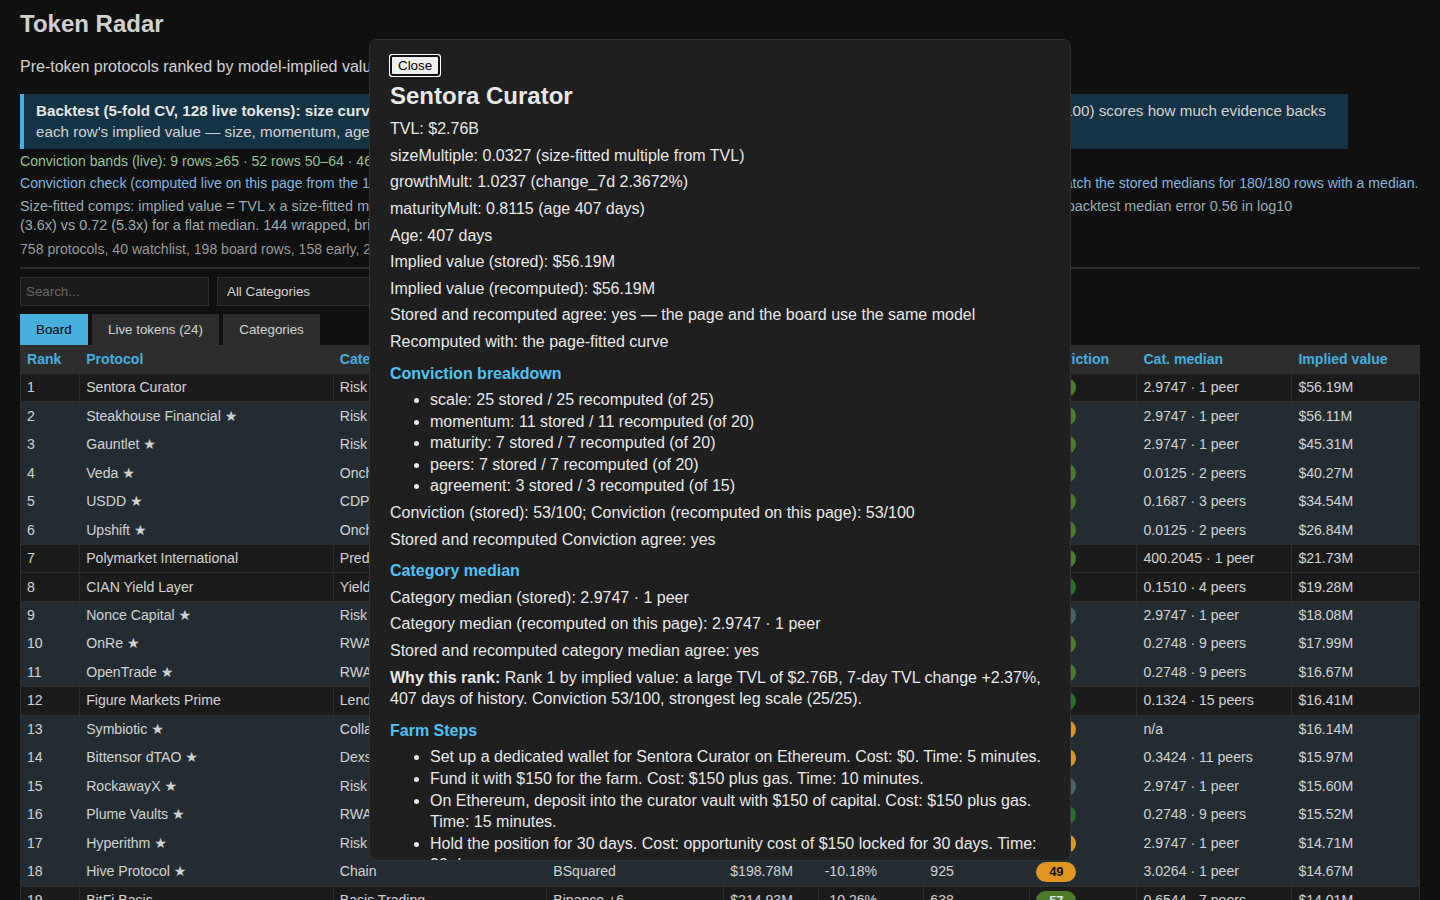 Token Radar
Pre-token protocols ranked by model-implied
Backtest (5-fold CV, 128 live tokens): size
scores how much evidence backs
each row's implied value — size, momentum, age
Conviction bands (live): 9 rows ≥65 · 52 rows 50–64 ·
Conviction check (computed live on this page from the
the stored medians for 180/180 rows with a median.
Size-fitted comps: implied value = TVL x a size-fitted
backtest median error 0.56 in log10
(3.6x) vs 0.72 (5.3x) for a flat median. 144 wrapped,
758 protocols, 40 watchlist, 198 board rows, 158 early,
Search...
All Categories
Board
Live tokens (24)
Categories
Rank Protocol Cat. median Implied value
1 Sentora Curator Risk 2.9747 · 1 peer $56.19M
2 Steakhouse Financial ★ Risk 2.9747 · 1 peer $56.11M
3 Gauntlet ★ Risk 2.9747 · 1 peer $45.31M
4 Veda ★ 0.0125 · 2 peers $40.27M
5 USDD ★ CDP 0.1687 · 3 peers $34.54M
6 Upshift ★ 0.0125 · 2 peers $26.84M
7 Polymarket International 400.2045 · 1 peer $21.73M
8 CIAN Yield Layer Yield 0.1510 · 4 peers $19.28M
9 Nonce Capital ★ Risk 2.9747 · 1 peer $18.08M
10 OnRe ★ RWA 0.2748 · 9 peers $17.99M
11 OpenTrade ★ RWA 0.2748 · 9 peers $16.67M
12 Figure Markets Prime 0.1324 · 15 peers $16.41M
13 Symbiotic ★ n/a $16.14M
14 Bittensor dTAO ★ Dexs 0.3424 · 11 peers $15.97M
15 RockawayX ★ Risk 2.9747 · 1 peer $15.60M
16 Plume Vaults ★ RWA 0.2748 · 9 peers $15.52M
17 Hyperithm ★ Risk 2.9747 · 1 peer $14.71M
18 Hive Protocol ★ Chain BSquared $198.78M -10.18% 925 49 3.0264 · 1 peer $14.67M
Close
Sentora Curator
TVL: $2.76B
sizeMultiple: 0.0327 (size-fitted multiple from TVL)
growthMult: 1.0237 (change_7d 2.3672%)
maturityMult: 0.8115 (age 407 days)
Age: 407 days
Implied value (stored): $56.19M
Implied value (recomputed): $56.19M
Stored and recomputed agree: yes — the page and the board use the same model
Recomputed with: the page-fitted curve
Conviction breakdown
• scale: 25 stored / 25 recomputed (of 25)
• momentum: 11 stored / 11 recomputed (of 20)
• maturity: 7 stored / 7 recomputed (of 20)
• peers: 7 stored / 7 recomputed (of 20)
• agreement: 3 stored / 3 recomputed (of 15)
Conviction (stored): 53/100; Conviction (recomputed on this page): 53/100
Stored and recomputed Conviction agree: yes
Category median
Category median (stored): 2.9747 · 1 peer
Category median (recomputed on this page): 2.9747 · 1 peer
Stored and recomputed category median agree: yes
Why this rank: Rank 1 by implied value: a large TVL of $2.76B, 7-day TVL change +2.37%,
407 days of history. Conviction 53/100, strongest leg scale (25/25).
Farm Steps
• Set up a dedicated wallet for Sentora Curator on Ethereum. Cost: $0. Time: 5 minutes.
• Fund it with $150 for the farm. Cost: $150 plus gas. Time: 10 minutes.
• On Ethereum, deposit into the curator vault with $150 of capital. Cost: $150 plus gas.
Time: 15 minutes.
• Hold the position for 30 days. Cost: opportunity cost of $150 locked for 30 days. Time: